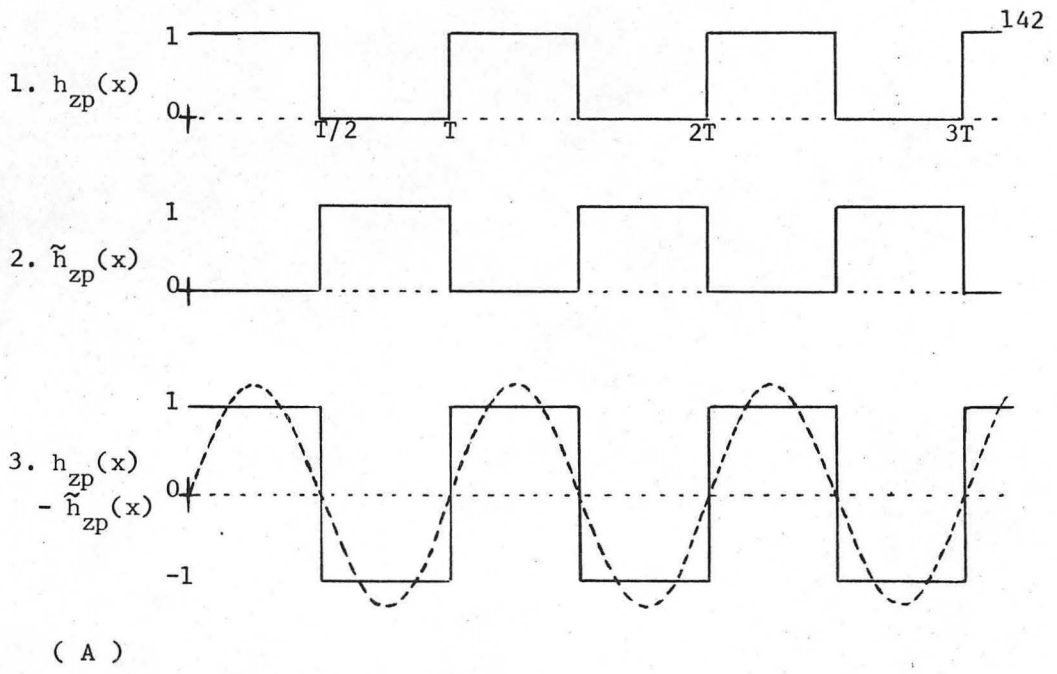 142
1
1. h_zp(x)
0
T/2 T 2T 3T
1
2. h̃_zp(x)
0
1
3. h_zp(x)
0
- h̃_zp(x)
-1
( A )